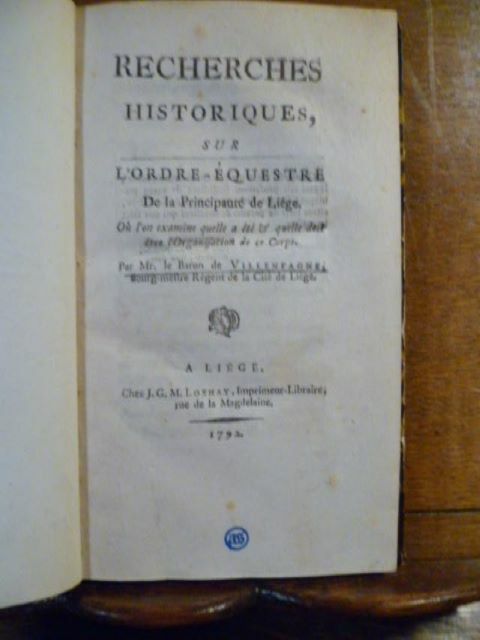 RECHERCHES
HISTORIQUES,
SUR
L'ORDRE-ÉQUESTRE
De la Principauté de Liége.
Où l'on examine quelle a été & quelle doit
être l'Organisation de ce Corps.
Par Mr. le Baron de VILLENFAGNE,
Bourg-mestre Régent de la Cité de Liége.
A LIÉGE,
Chez J. G. M. LOYHAY, Imprimeur-Libraire,
rue de la Magdelaine,
1792.